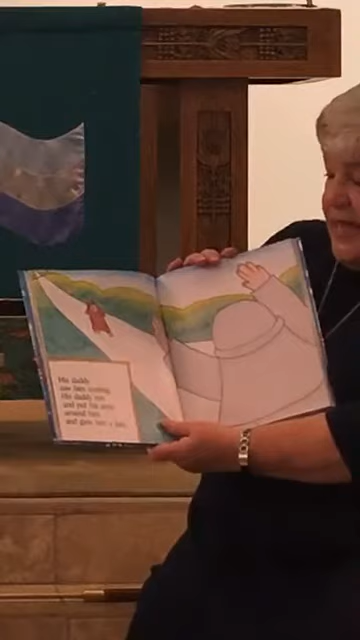 His daddy
saw him coming.
His daddy ran
and put his arms
around him
and gave him a kiss.